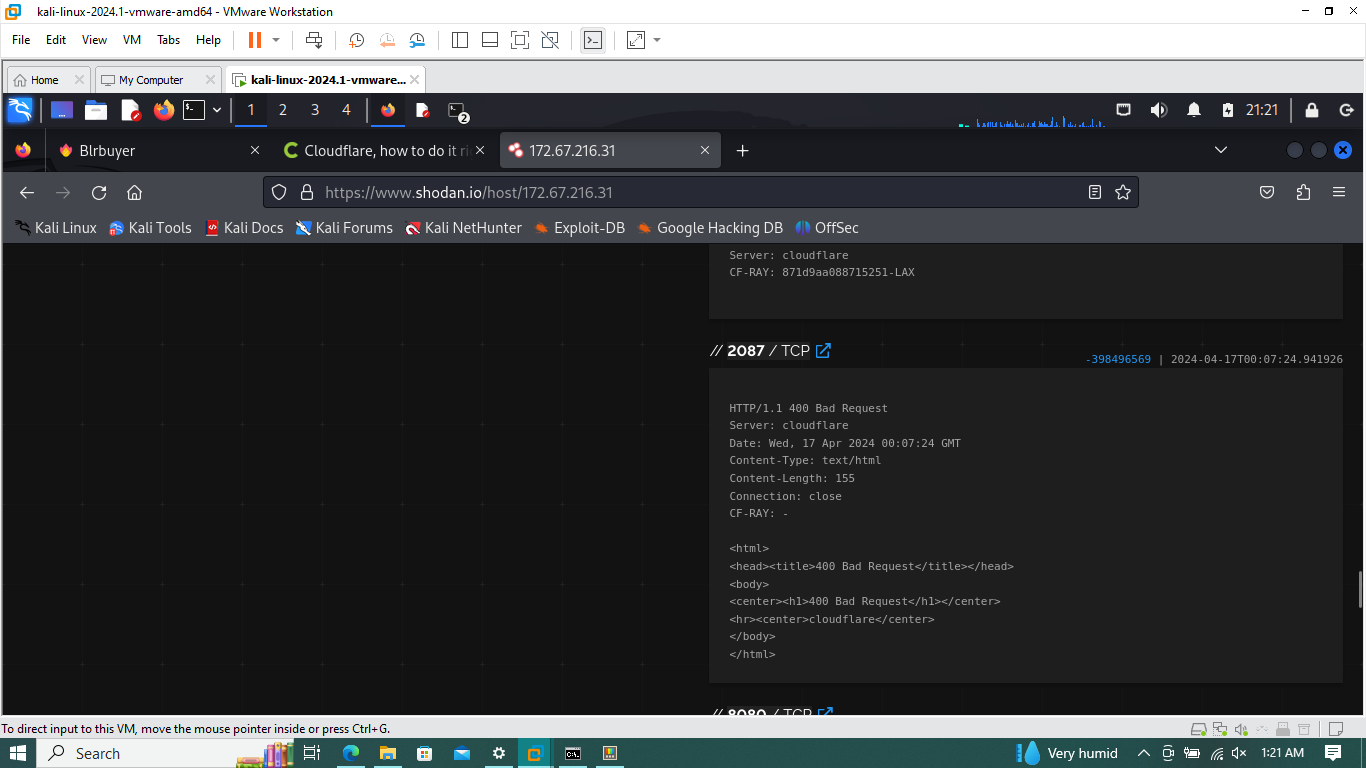 kali-linux-2024.1-vmware-amd64 - VMware Workstation
File Edit View VM Tabs Help
Home My Computer kali-linux-2024.1-vmware...
1 2 3 4 2 21:21
Blrbuyer Cloudflare, how to do it ri 172.67.216.31
https://www.shodan.io/host/172.67.216.31
Kali Linux Kali Tools Kali Docs Kali Forums Kali NetHunter Exploit-DB Google Hacking DB OffSec
Server: cloudflare
CF-RAY: 871d9aa088715251-LAX
// 2087 / TCP
-398496569 | 2024-04-17T00:07:24.941926
HTTP/1.1 400 Bad Request
Server: cloudflare
Date: Wed, 17 Apr 2024 00:07:24 GMT
Content-Type: text/html
Content-Length: 155
Connection: close
CF-RAY: -
<html>
<head><title>400 Bad Request</title></head>
<body>
<center><h1>400 Bad Request</h1></center>
<hr><center>cloudflare</center>
</body>
</html>
// 8080 / TCP
To direct input to this VM, move the mouse pointer inside or press Ctrl+G.
Search Very humid 1:21 AM